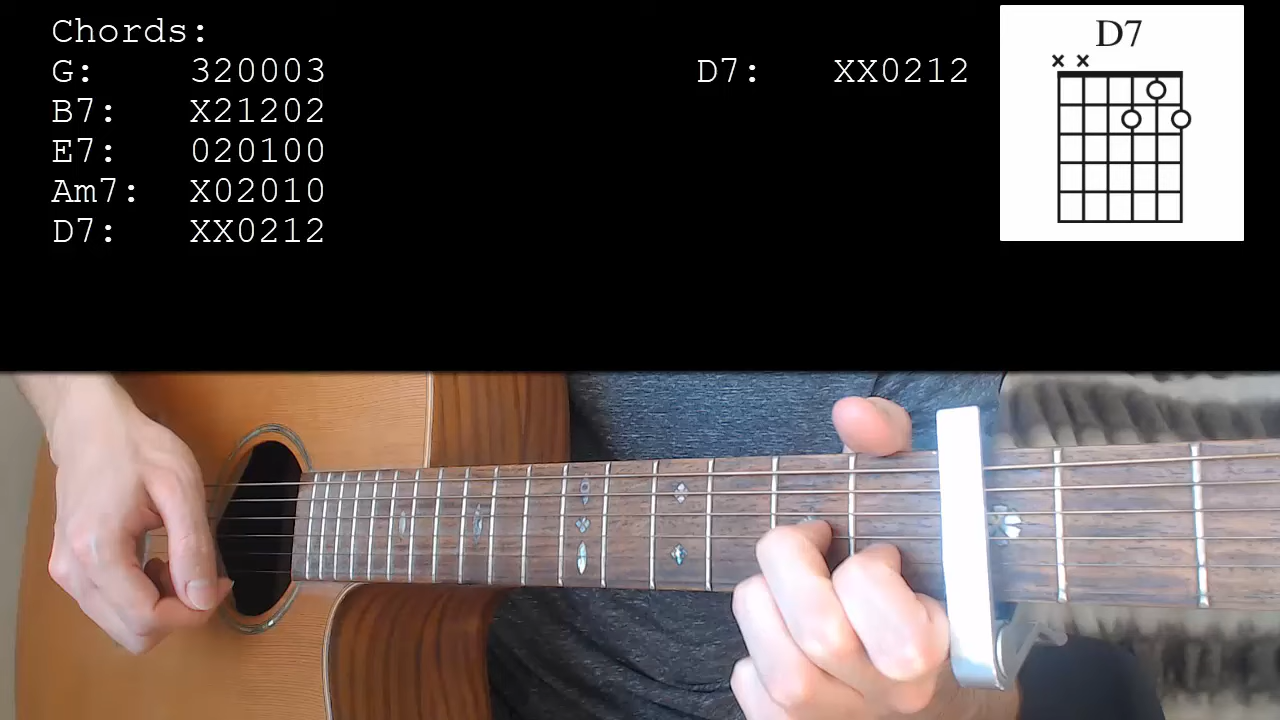 Chords:
G: 320003
B7: X21202
E7: 020100
Am7: X02010
D7: XX0212
D7: XX0212
D7
x x